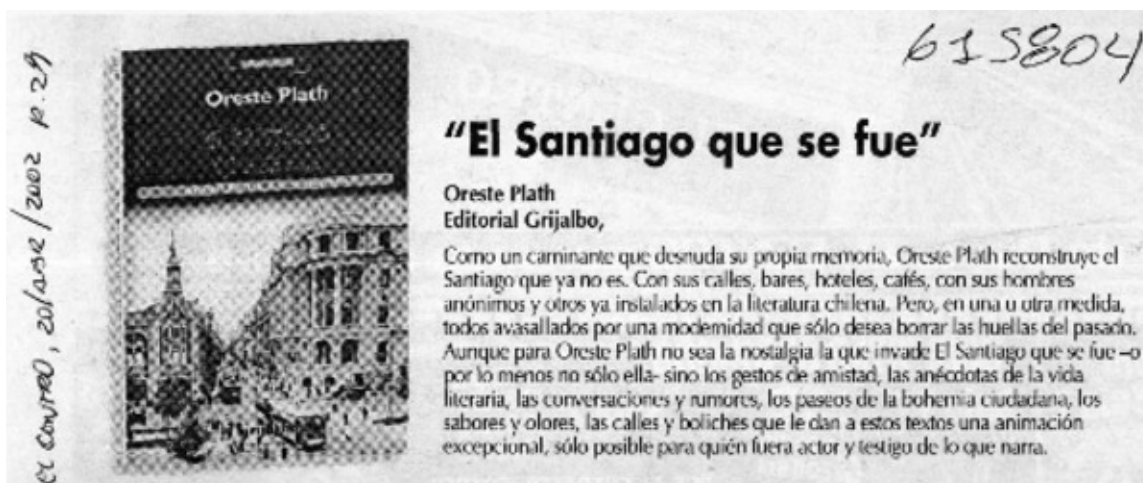 EL CENTRO, 20/ABR/2002 P. 29
615804
Oreste Plath
“El Santiago que se fue”
Oreste Plath
Editorial Grijalbo,
Como un caminante que desnuda su propia memoria, Oreste Plath reconstruye el
Santiago que ya no es. Con sus calles, bares, hoteles, cafés, con sus hombres
anónimos y otros ya instalados en la literatura chilena. Pero, en una u otra medida,
todos avasallados por una modernidad que sólo desea borrar las huellas del pasado.
Aunque para Oreste Plath no sea la nostalgia la que invade El Santiago que se fue –o
por lo menos no sólo ella- sino los gestos de amistad, las anécdotas de la vida
literaria, las conversaciones y rumores, los paseos de la bohemia ciudadana, los
sabores y olores, las calles y boliches que le dan a estos textos una animación
excepcional, sólo posible para quién fuera actor y testigo de lo que narra.